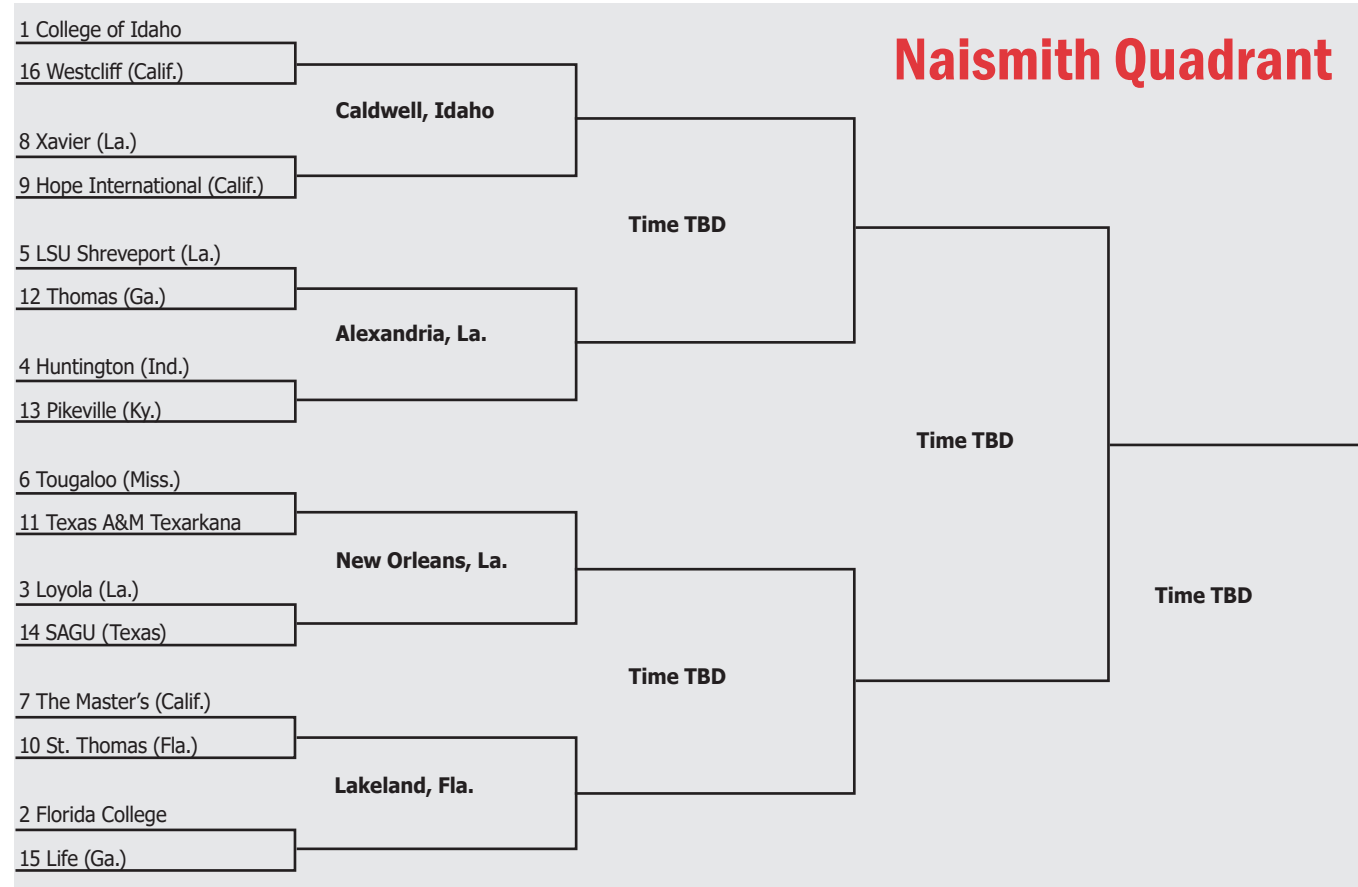 Naismith Quadrant
1 College of Idaho
16 Westcliff (Calif.)
Caldwell, Idaho
8 Xavier (La.)
9 Hope International (Calif.)
Time TBD
5 LSU Shreveport (La.)
12 Thomas (Ga.)
Alexandria, La.
4 Huntington (Ind.)
13 Pikeville (Ky.)
Time TBD
6 Tougaloo (Miss.)
11 Texas A&M Texarkana
New Orleans, La.
3 Loyola (La.)
14 SAGU (Texas)
Time TBD
Time TBD
7 The Master’s (Calif.)
10 St. Thomas (Fla.)
Lakeland, Fla.
2 Florida College
15 Life (Ga.)